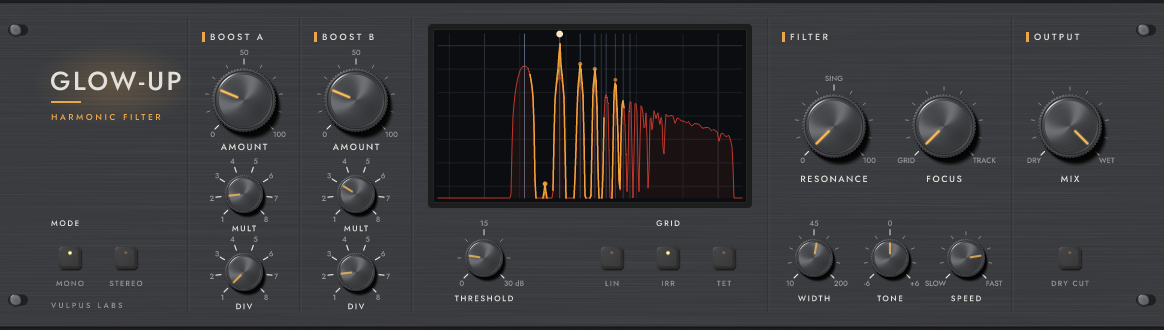 GLOW-UP
HARMONIC FILTER
MODE
MONO STEREO
VULPUS LABS
BOOST A
50
0 100
AMOUNT
4 5
3 6
2 7
1 8
MULT
4 5
3 6
2 7
1 8
DIV
BOOST B
50
0 100
AMOUNT
4 5
3 6
2 7
1 8
MULT
4 5
3 6
2 7
1 8
DIV
15
0 30 dB
THRESHOLD
GRID
LIN IRR TET
FILTER
SING
0 100
RESONANCE
GRID TRACK
FOCUS
45
10 200
WIDTH
0
-6 +6
TONE
SLOW FAST
SPEED
OUTPUT
DRY WET
MIX
DRY CUT